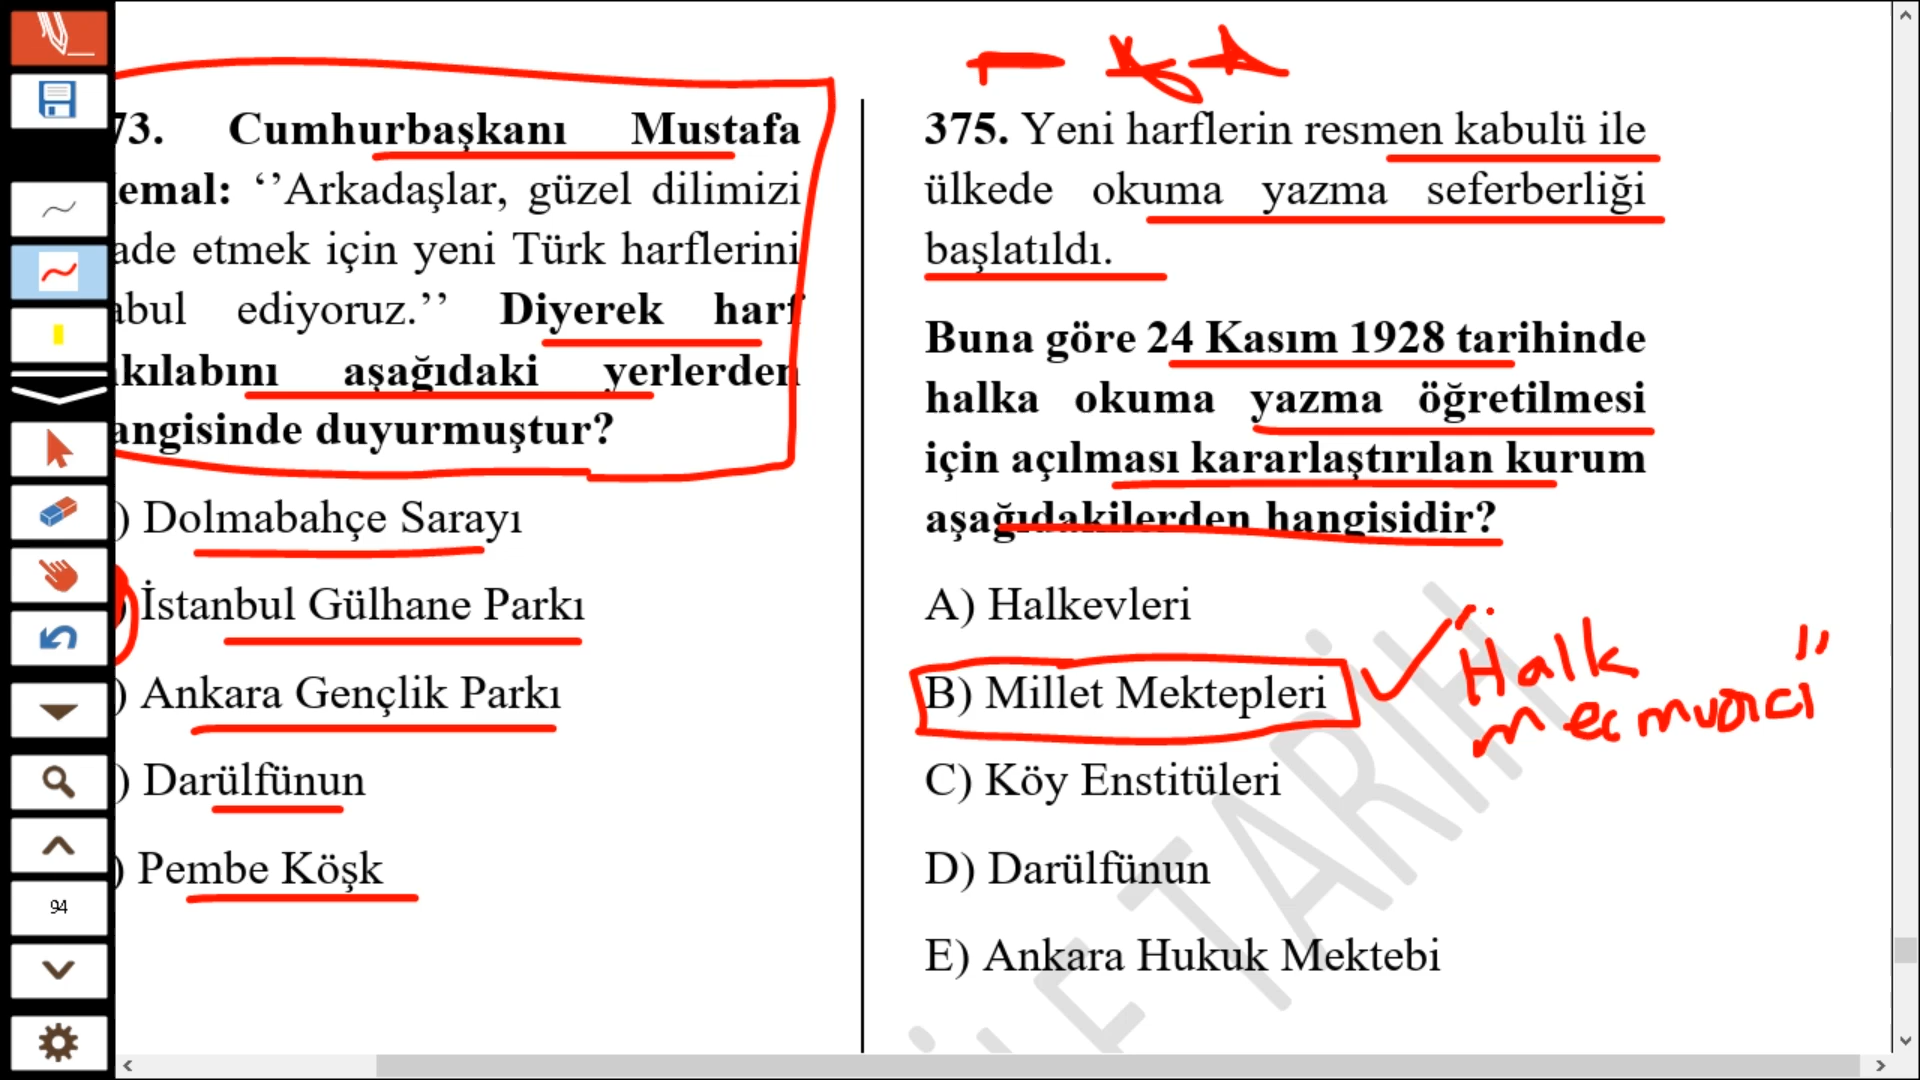 73. Cumhurbaşkanı Mustafa
emal: ‘’Arkadaşlar, güzel dilimizi
ade etmek için yeni Türk harflerini
abul ediyoruz.’’ Diyerek harf
kılabını aşağıdaki yerlerden
angisinde duyurmuştur?
) Dolmabahçe Sarayı
) İstanbul Gülhane Parkı
) Ankara Gençlik Parkı
) Darülfünun
) Pembe Köşk
94
375. Yeni harflerin resmen kabulü ile
ülkede okuma yazma seferberliği
başlatıldı.
Buna göre 24 Kasım 1928 tarihinde
halka okuma yazma öğretilmesi
için açılması kararlaştırılan kurum
aşağıdakilerden hangisidir?
A) Halkevleri
B) Millet Mektepleri
"Halk
C) Köy Enstitüleri
D) Darülfünun
E) Ankara Hukuk Mektebi
İLE TARİH